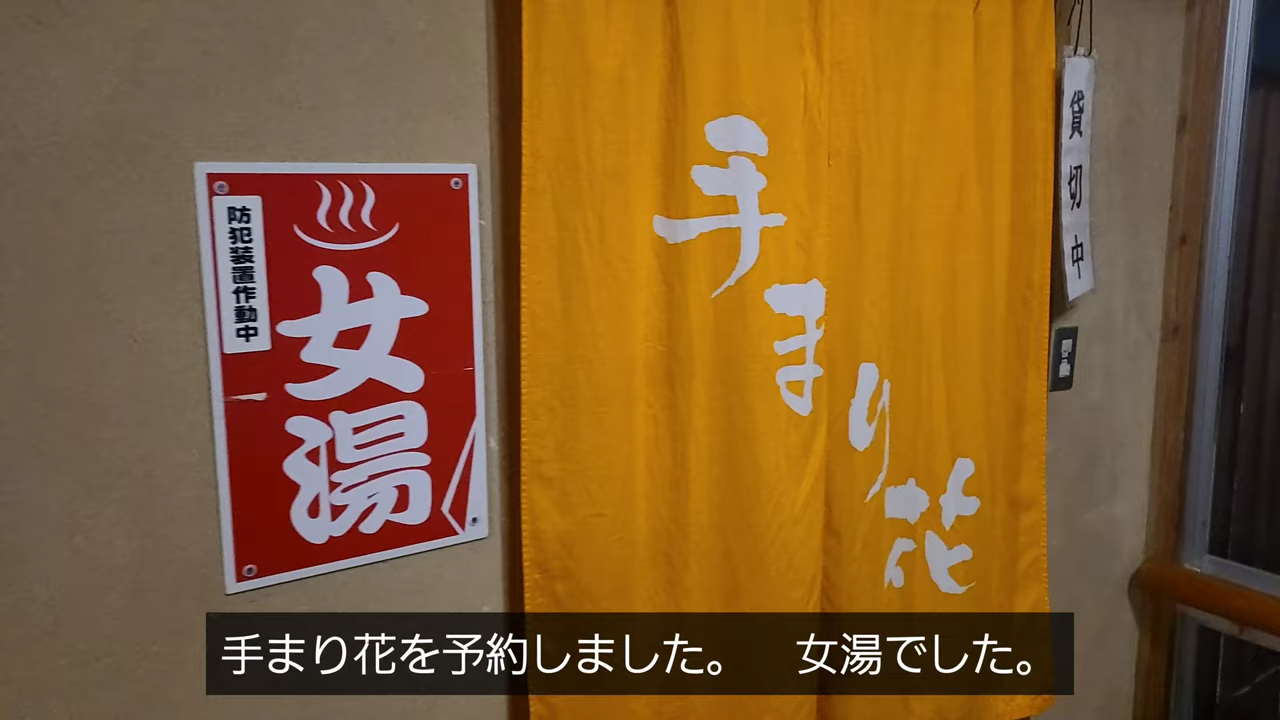 防犯装置作動中
女湯
手まり花
貸切中
手まり花を予約しました。 女湯でした。